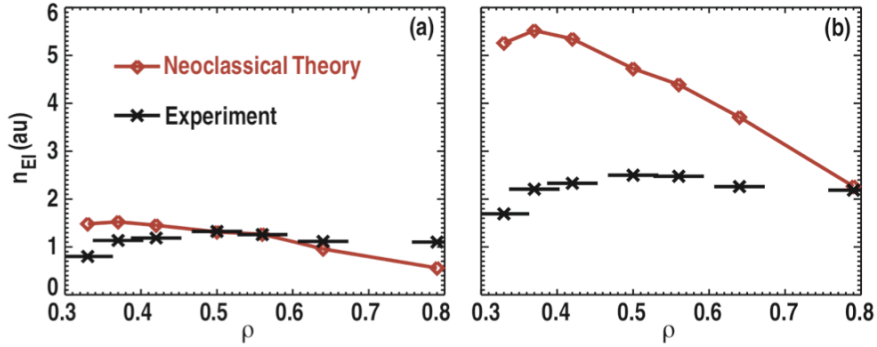 6
5
4
3
2
1
0
n_EI (au)
(a)
Neoclassical Theory
Experiment
0.3 0.4 0.5 0.6 0.7 0.8
ρ
(b)
0.3 0.4 0.5 0.6 0.7 0.8
ρ